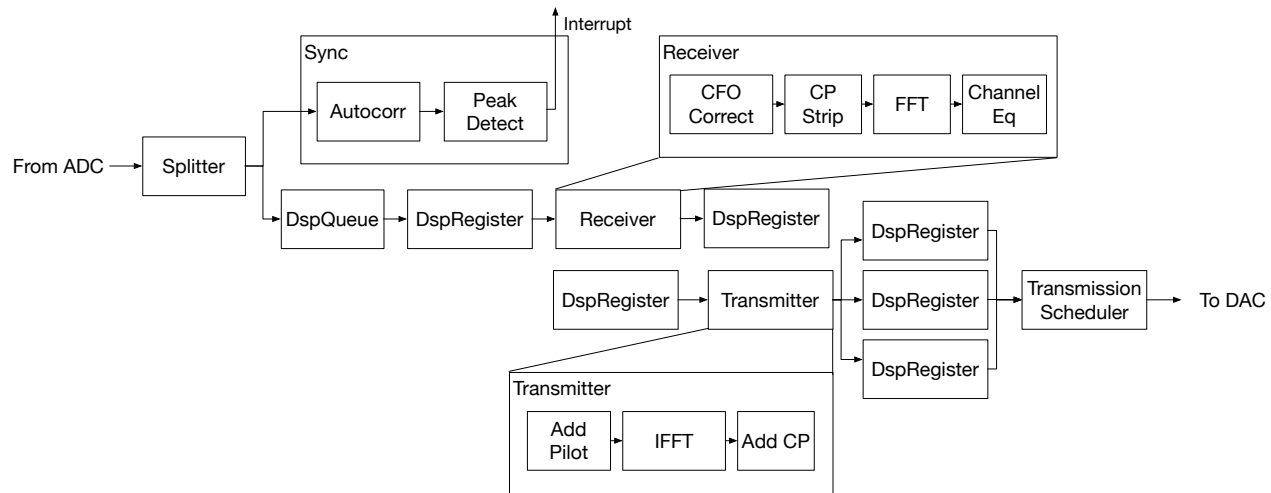 Interrupt
Sync
Autocorr
Peak
Detect
Receiver
CFO
Correct
CP
Strip
FFT
Channel
Eq
From ADC
Splitter
DspQueue
DspRegister
Receiver
DspRegister
DspRegister
DspRegister
Transmitter
DspRegister
Transmission
Scheduler
To DAC
DspRegister
Transmitter
Add
Pilot
IFFT
Add CP